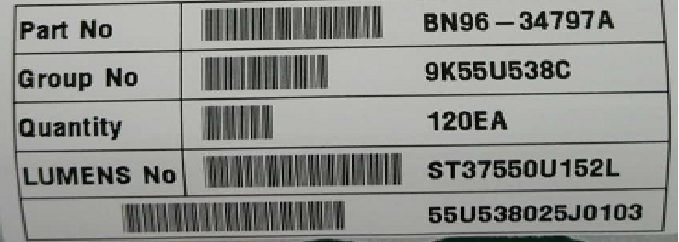 Part No BN96-34797A
Group No 9K55U538C
Quantity 120EA
LUMENS No ST37550U152L
55U538025J0103